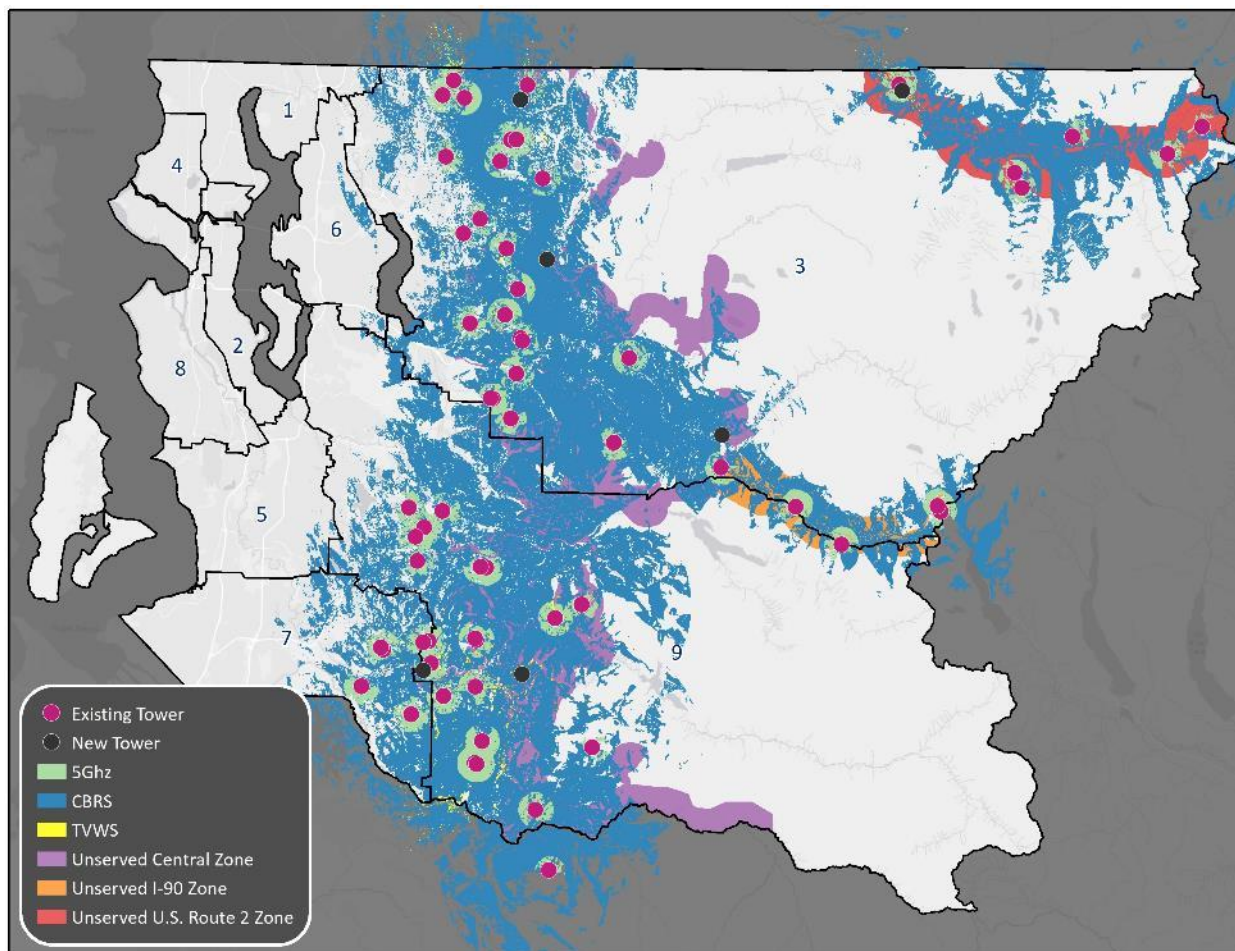 1
4
6
3
2
8
5
7
9
Existing Tower
New Tower
5Ghz
CBRS
TVWS
Unserved Central Zone
Unserved I-90 Zone
Unserved U.S. Route 2 Zone